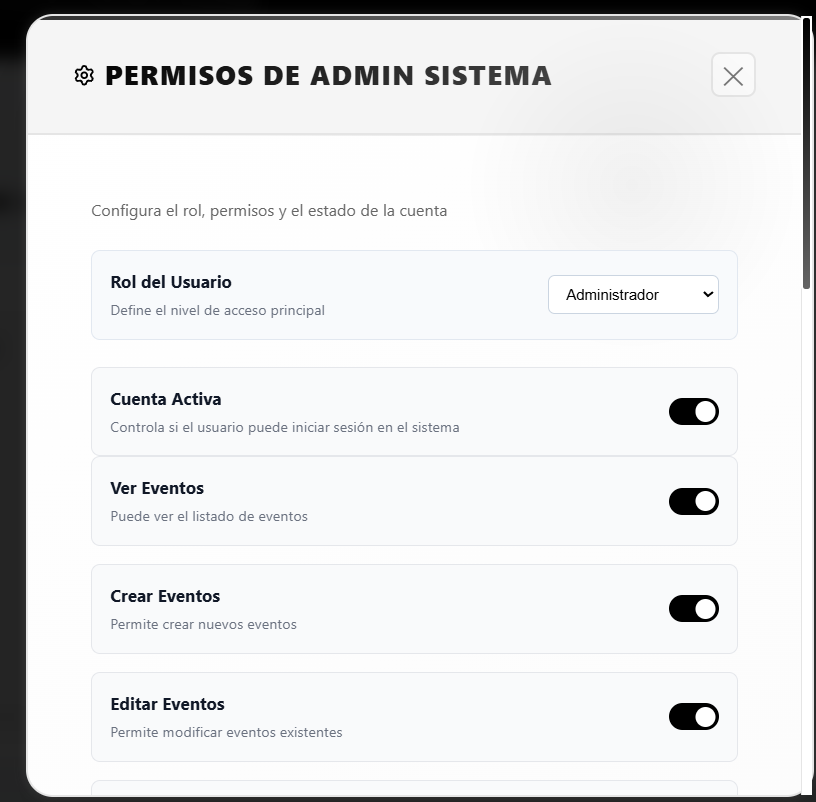 PERMISOS DE ADMIN SISTEMA
Configura el rol, permisos y el estado de la cuenta
Rol del Usuario
Define el nivel de acceso principal
Administrador
Cuenta Activa
Controla si el usuario puede iniciar sesión en el sistema
Ver Eventos
Puede ver el listado de eventos
Crear Eventos
Permite crear nuevos eventos
Editar Eventos
Permite modificar eventos existentes